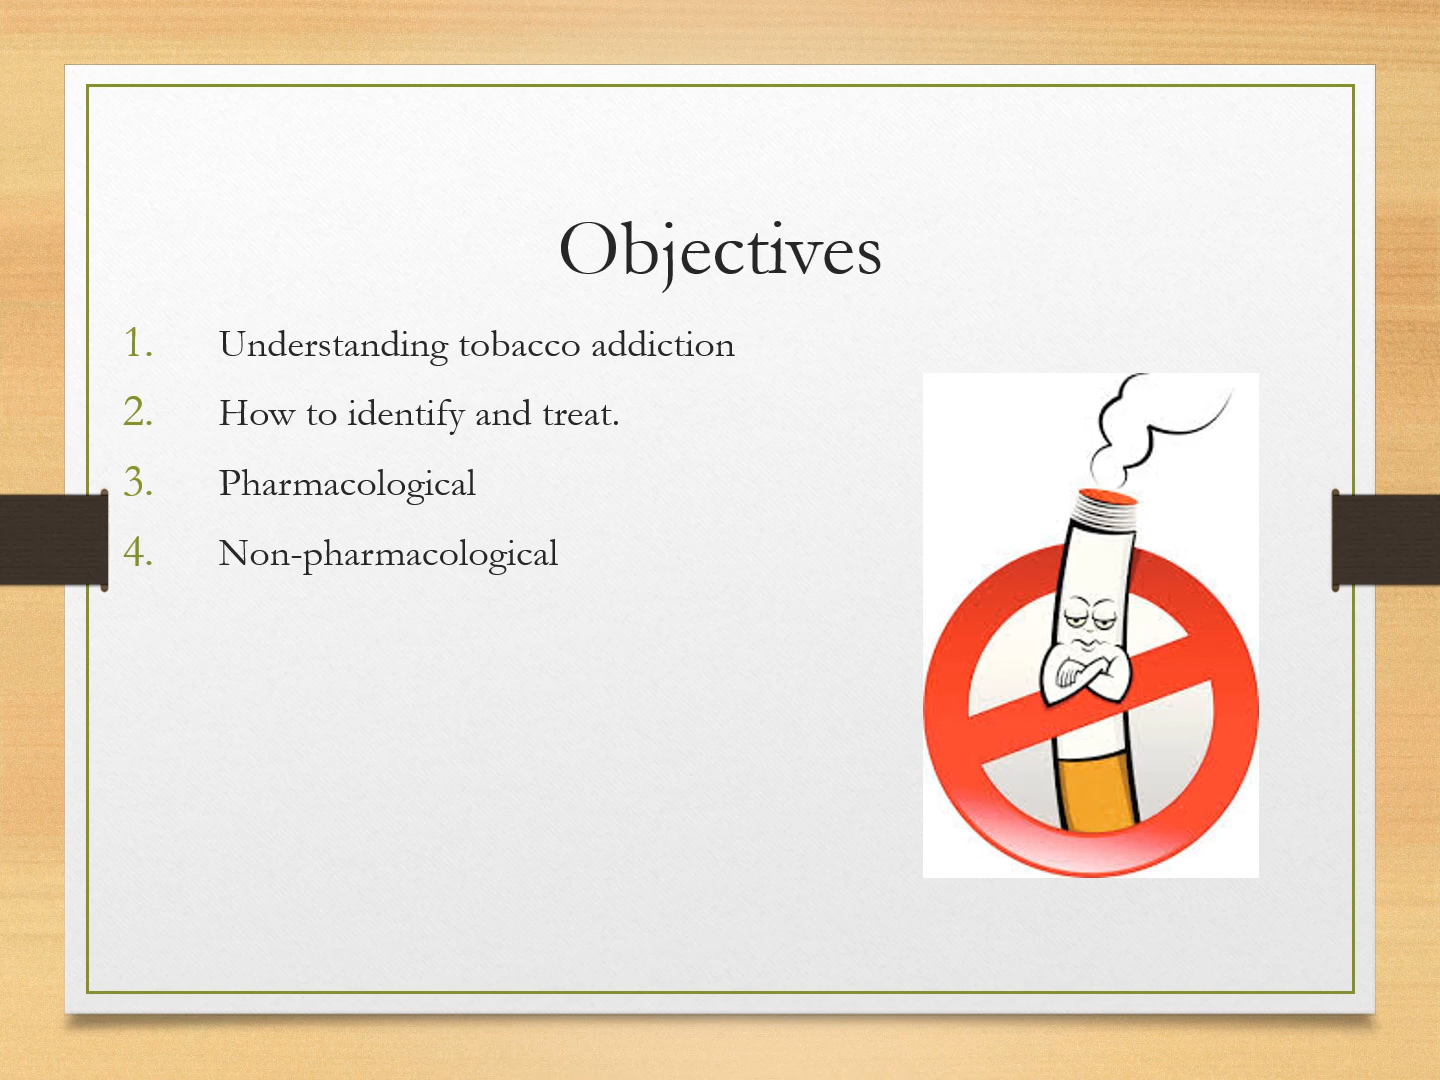 Objectives
1. Understanding tobacco addiction
2. How to identify and treat.
3. Pharmacological
4. Non-pharmacological